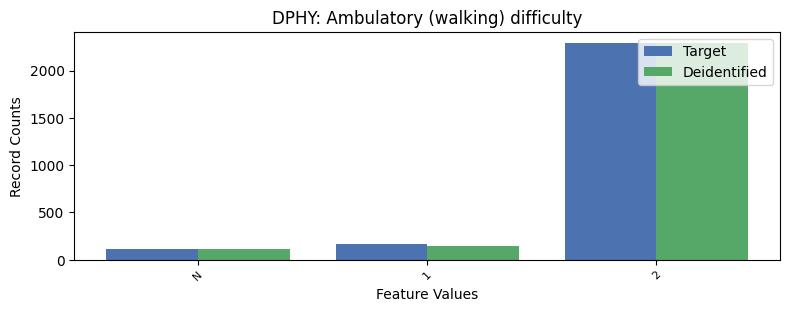 DPHY: Ambulatory (walking) difficulty
Target
Deidentified
Record Counts
2000
1500
1000
500
0
N
1
2
Feature Values